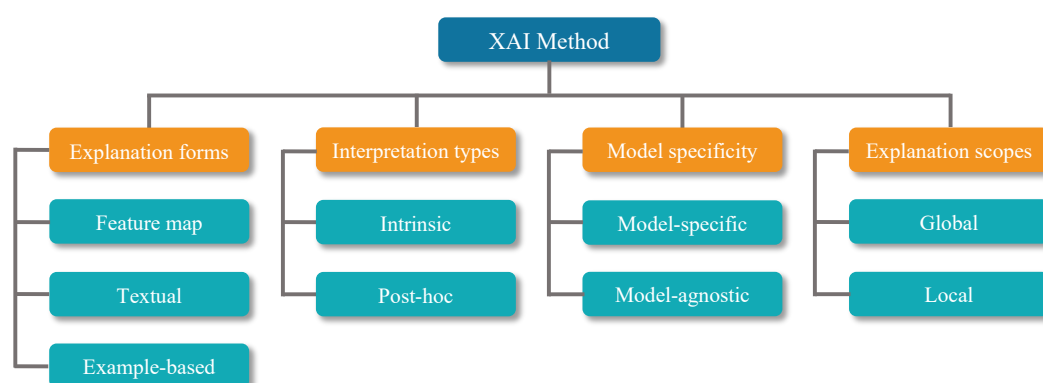 XAI Method
Explanation forms
Interpretation types
Model specificity
Explanation scopes
Feature map
Intrinsic
Model-specific
Global
Textual
Post-hoc
Model-agnostic
Local
Example-based